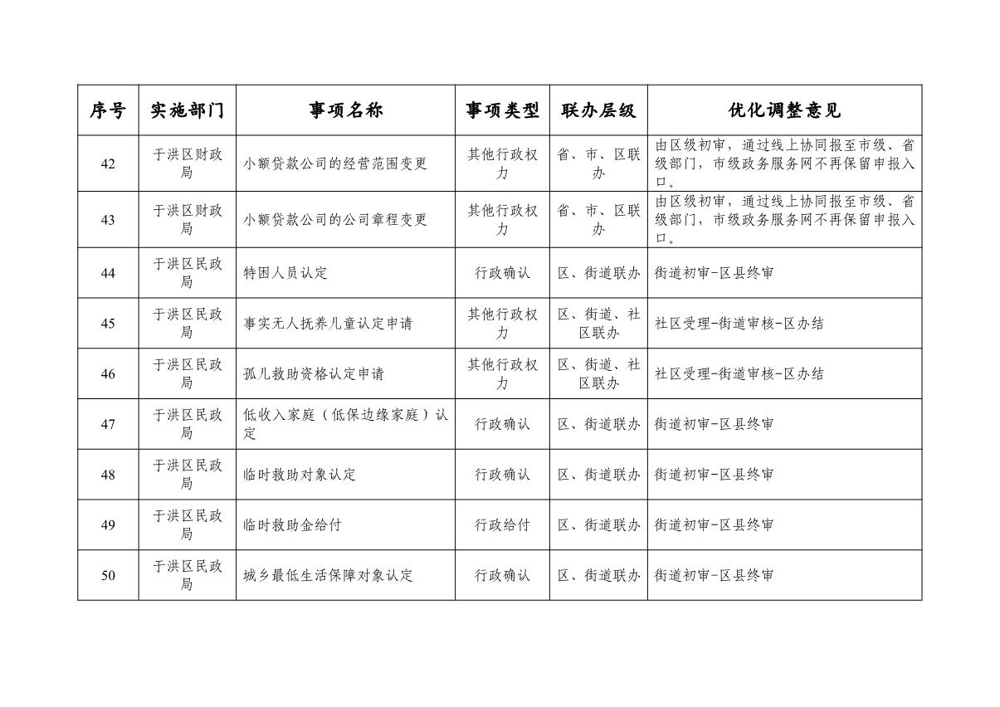 序号 实施部门 事项名称 事项类型 联办层级 优化调整意见
42 于洪区财政局 小额贷款公司的经营范围变更 其他行政权力 省、市、区联办 由区级初审，通过线上协同报至市级、省级部门，市级政务服务网不再保留申报入口。
43 于洪区财政局 小额贷款公司的公司章程变更 其他行政权力 省、市、区联办 由区级初审，通过线上协同报至市级、省级部门，市级政务服务网不再保留申报入口。
44 于洪区民政局 特困人员认定 行政确认 区、街道联办 街道初审-区县终审
45 于洪区民政局 事实无人抚养儿童认定申请 其他行政权力 区、街道、社区联办 社区受理-街道审核-区办结
46 于洪区民政局 孤儿救助资格认定申请 其他行政权力 区、街道、社区联办 社区受理-街道审核-区办结
47 于洪区民政局 低收入家庭（低保边缘家庭）认定 行政确认 区、街道联办 街道初审-区县终审
48 于洪区民政局 临时救助对象认定 行政确认 区、街道联办 街道初审-区县终审
49 于洪区民政局 临时救助金给付 行政给付 区、街道联办 街道初审-区县终审
50 于洪区民政局 城乡最低生活保障对象认定 行政确认 区、街道联办 街道初审-区县终审